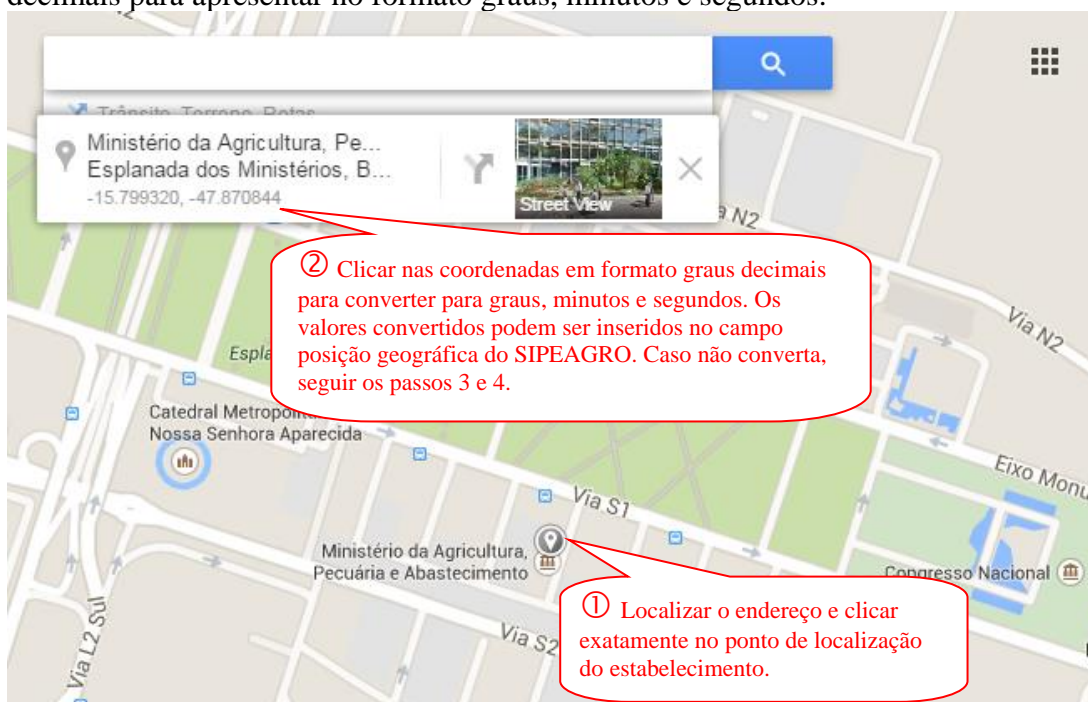 decimais para apresentar no formato graus, minutos e segundos.
Trânsito, Terreno, Rotas
Ministério da Agricultura, Pe...
Esplanada dos Ministérios, B...
-15.799320, -47.870844
Street View
a N2
② Clicar nas coordenadas em formato graus decimais
para converter para graus, minutos e segundos. Os
valores convertidos podem ser inseridos no campo
posição geográfica do SIPEAGRO. Caso não converta,
seguir os passos 3 e 4.
Via N2
Espla
Catedral Metropolit
Nossa Senhora Aparecida
Eixo Monu
Via S1
Ministério da Agricultura,
Pecuária e Abastecimento
Congresso Nacional
① Localizar o endereço e clicar
exatamente no ponto de localização
do estabelecimento.
Via S2
Via L2 Sul